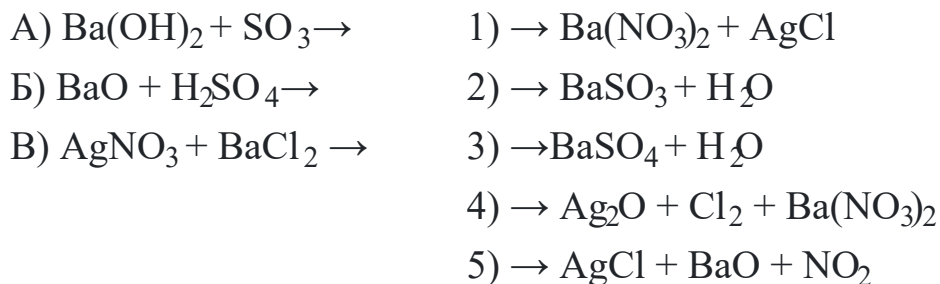 А) Ba(OH)₂ + SO₃→ 1) → Ba(NO₃)₂ + AgCl
Б) BaO + H₂SO₄→ 2) → BaSO₃ + H₂O
В) AgNO₃ + BaCl₂ → 3) →BaSO₄ + H₂O
4) → Ag₂O + Cl₂ + Ba(NO₃)₂
5) → AgCl + BaO + NO₂